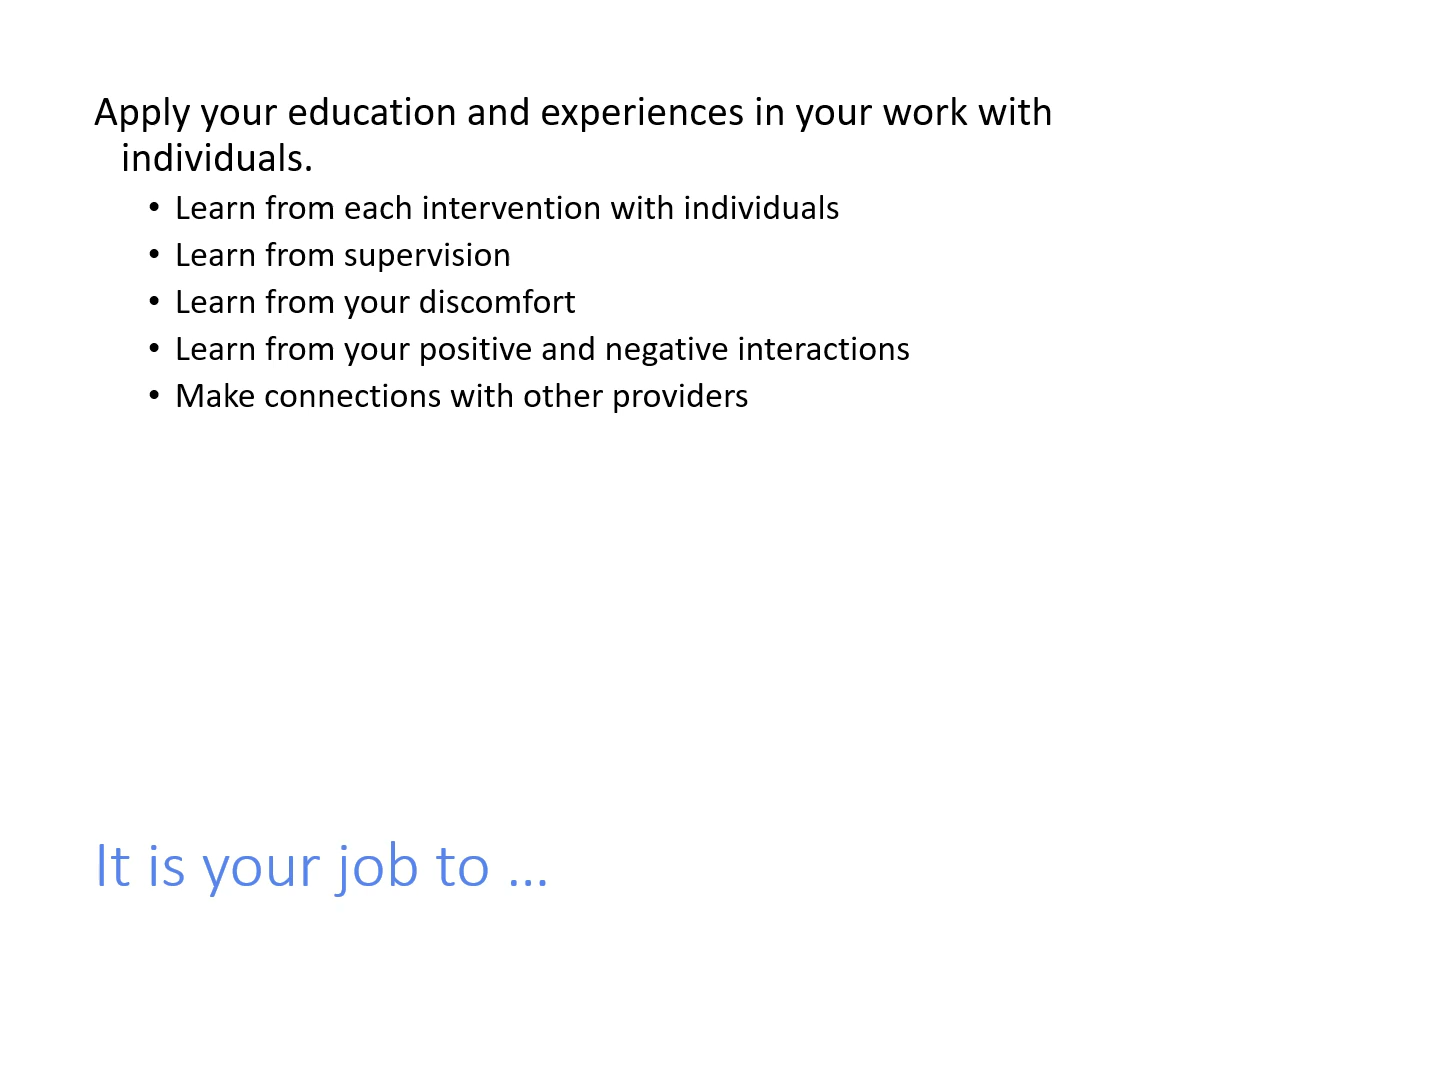 Apply your education and experiences in your work with
individuals.
• Learn from each intervention with individuals
• Learn from supervision
• Learn from your discomfort
• Learn from your positive and negative interactions
• Make connections with other providers
It is your job to …